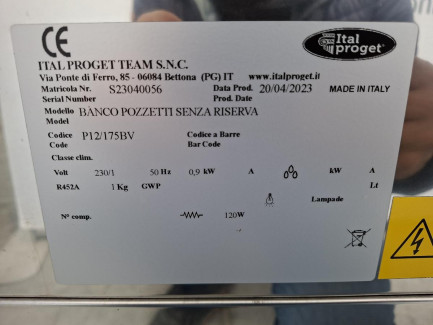 CE
Ital
proget
ITAL PROGET TEAM S.N.C.
Via Ponte di Ferro, 85 - 06084 Bettona (PG) IT www.italproget.it
Matricola Nr. S23040056 Data Prod. 20/04/2023 MADE IN ITALY
Serial Number Prod. Date
Modello BANCO POZZETTI SENZA RISERVA
Model
Codice P12/175BV Codice a Barre
Code Bar Code
Classe clim.
Volt 230/1 50 Hz 0,9 kW A kW A
R452A 1 Kg GWP Lt
Lampade
N° comp. 120W